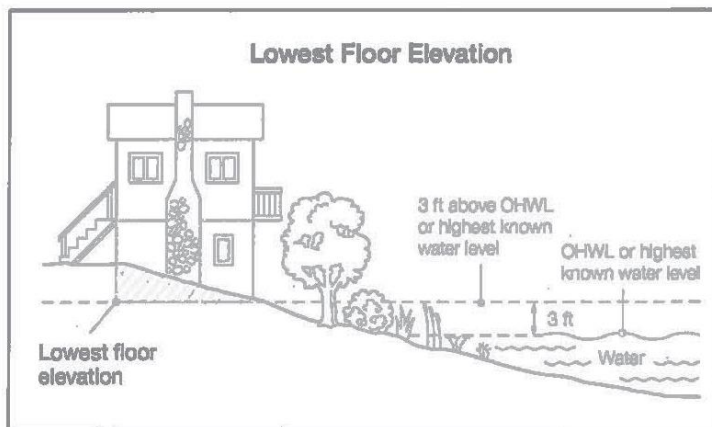 Lowest Floor Elevation
3 ft above OHWL
or highest known
water level
OHWL or highest
known water level
3 ft
Water
Lowest floor
elevation